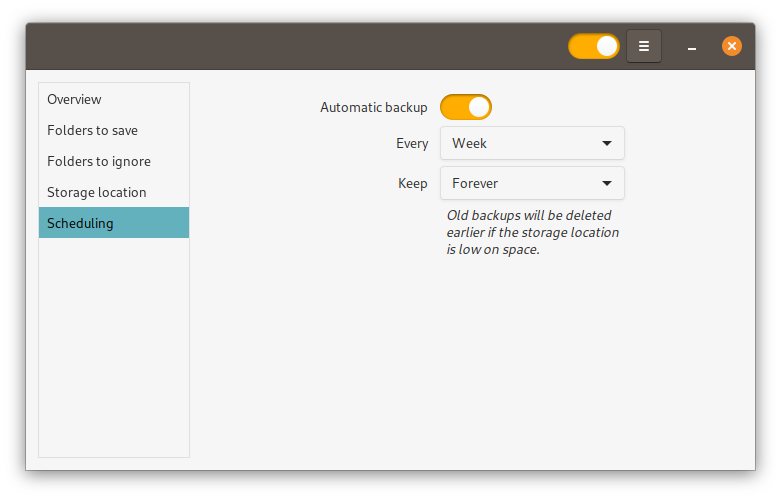 Overview
Folders to save
Folders to ignore
Storage location
Scheduling
Automatic backup
Every Week
Keep Forever
Old backups will be deleted
earlier if the storage location
is low on space.